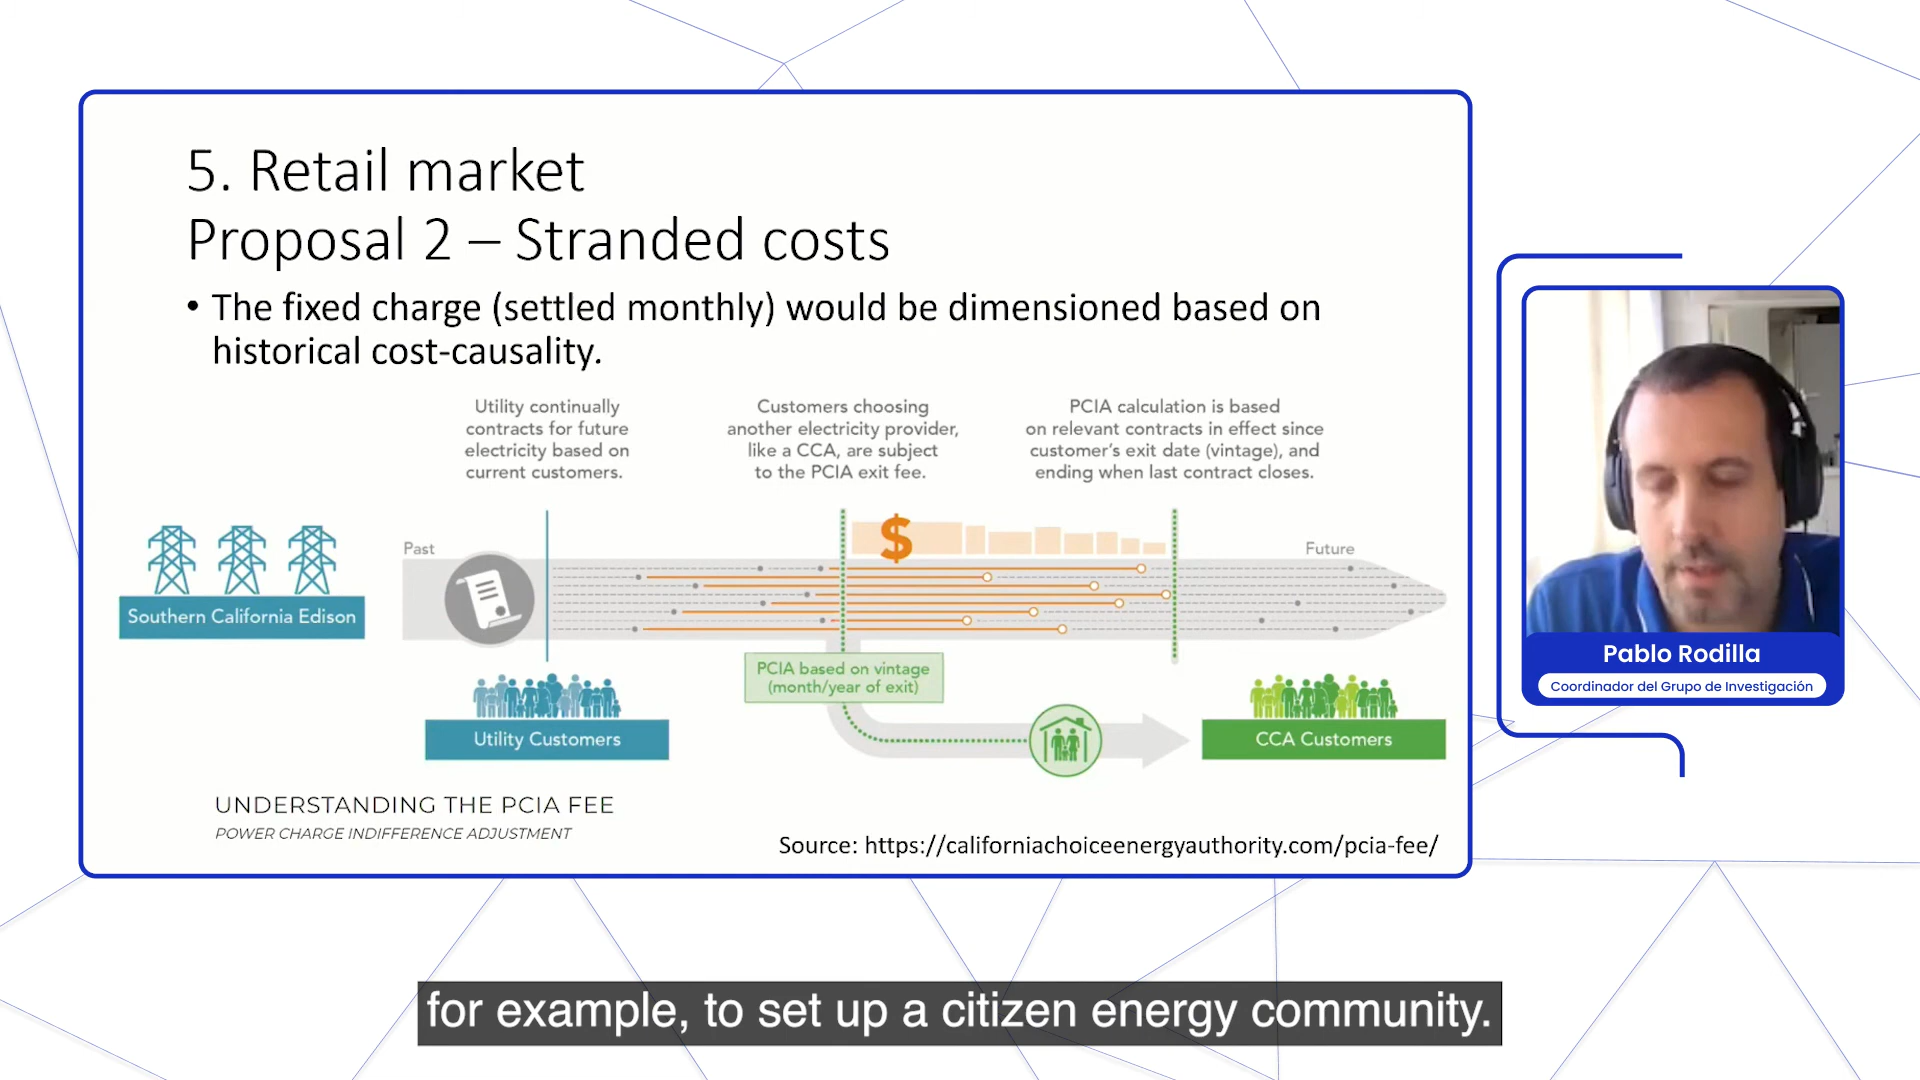 5. Retail market
Proposal 2 – Stranded costs
• The fixed charge (settled monthly) would be dimensioned based on
historical cost-causality.
Utility continually
contracts for future
electricity based on
current customers.
Customers choosing
another electricity provider,
like a CCA, are subject
to the PCIA exit fee.
PCIA calculation is based
on relevant contracts in effect since
customer's exit date (vintage), and
ending when last contract closes.
$
Past
Future
Southern California Edison
PCIA based on vintage
(month/year of exit)
Utility Customers
CCA Customers
UNDERSTANDING THE PCIA FEE
POWER CHARGE INDIFFERENCE ADJUSTMENT
Source: https://californiachoiceenergyauthority.com/pcia-fee/
Pablo Rodilla
Coordinador del Grupo de Investigación
for example, to set up a citizen energy community.